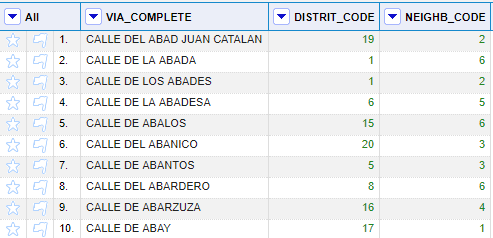 All VIA_COMPLETE DISTRIT_CODE NEIGHB_CODE
1. CALLE DEL ABAD JUAN CATALAN 19 2
2. CALLE DE LA ABADA 1 6
3. CALLE DE LOS ABADES 1 2
4. CALLE DE LA ABADESA 6 5
5. CALLE DE ABALOS 15 6
6. CALLE DEL ABANICO 20 3
7. CALLE DE ABANTOS 5 3
8. CALLE DEL ABARDERO 8 6
9. CALLE DE ABARZUZA 16 4
10. CALLE DE ABAY 17 1